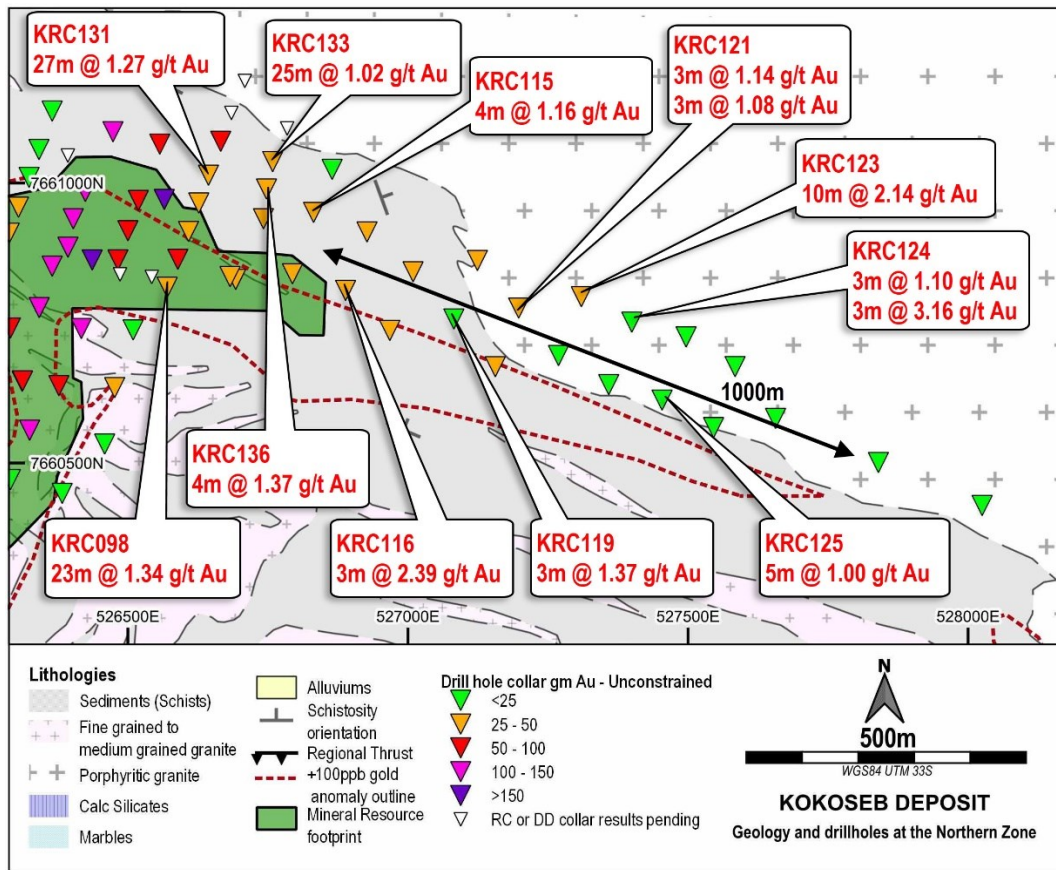 KRC131
27m @ 1.27 g/t Au
KRC133
25m @ 1.02 g/t Au
KRC115
4m @ 1.16 g/t Au
KRC121
3m @ 1.14 g/t Au
3m @ 1.08 g/t Au
KRC123
10m @ 2.14 g/t Au
KRC124
3m @ 1.10 g/t Au
3m @ 3.16 g/t Au
7661000N
1000m
7660500N
KRC136
4m @ 1.37 g/t Au
KRC098
23m @ 1.34 g/t Au
KRC116
3m @ 2.39 g/t Au
KRC119
3m @ 1.37 g/t Au
KRC125
5m @ 1.00 g/t Au
526500E
527000E
527500E
528000E
Lithologies
Sediments (Schists)
Fine grained to
medium grained granite
Porphyritic granite
Calc Silicates
Marbles
Alluviums
Schistosity
orientation
Regional Thrust
+100ppb gold
anomaly outline
Mineral Resource
footprint
Drill hole collar gm Au - Unconstrained
<25
25 - 50
50 - 100
100 - 150
>150
RC or DD collar results pending
N
500m
WGS84 UTM 33S
KOKOSEB DEPOSIT
Geology and drillholes at the Northern Zone